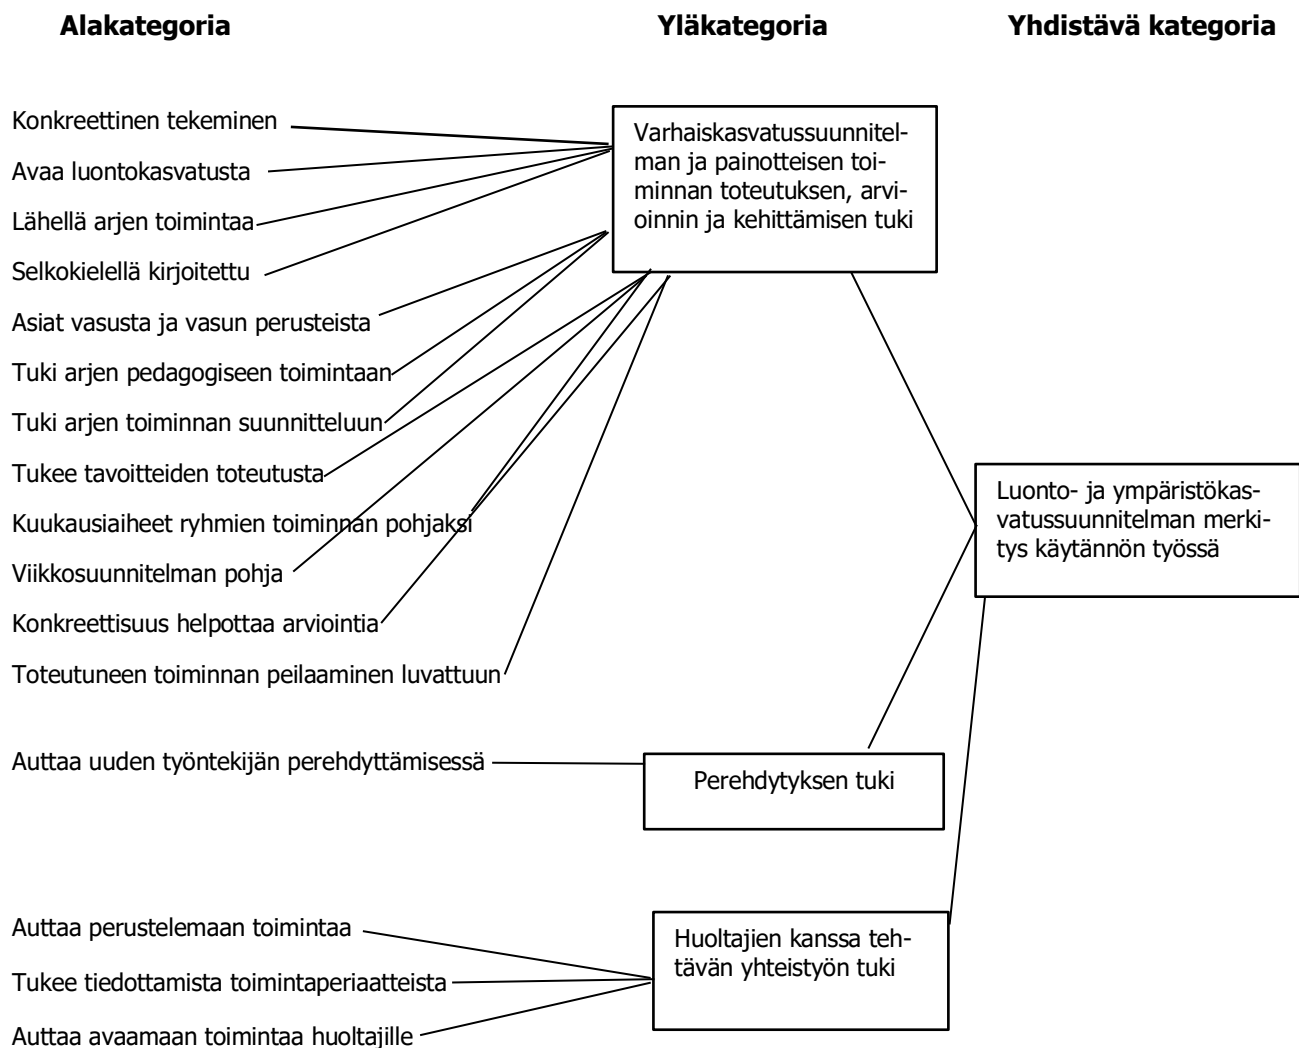 Alakategoria
Yläkategoria
Yhdistävä kategoria
Konkreettinen tekeminen
Avaa luontokasvatusta
Lähellä arjen toimintaa
Selkokielellä kirjoitettu
Asiat vasusta ja vasun perusteista
Tuki arjen pedagogiseen toimintaan
Tuki arjen toiminnan suunnitteluun
Tukee tavoitteiden toteutusta
Kuukausiaiheet ryhmien toiminnan pohjaksi
Viikkosuunnitelman pohja
Konkreettisuus helpottaa arviointia
Toteutuneen toiminnan peilaaminen luvattuun
Auttaa uuden työntekijän perehdyttämisessä
Auttaa perustelemaan toimintaa
Tukee tiedottamista toimintaperiaatteista
Auttaa avaamaan toimintaa huoltajille
Varhaiskasvatussuunnitel-
man ja painotteisen toi-
minnan toteutuksen, arvi-
oinnin ja kehittämisen tuki
Perehdytyksen tuki
Huoltajien kanssa teh-
tävän yhteistyön tuki
Luonto- ja ympäristökas-
vatussuunnitelman merki-
tys käytännön työssä